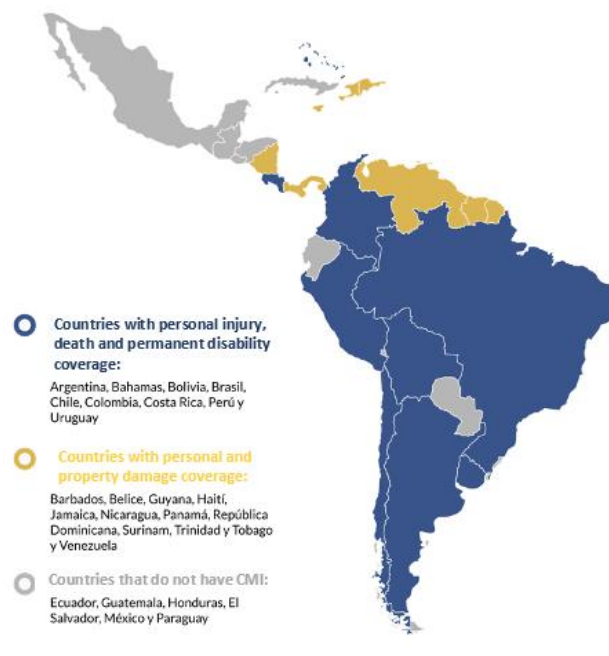 Countries with personal injury,
death and permanent disability
coverage:
Argentina, Bahamas, Bolivia, Brasil,
Chile, Colombia, Costa Rica, Perú y
Uruguay
Countries with personal and
property damage coverage:
Barbados, Belice, Guyana, Haití,
Jamaica, Nicaragua, Panamá, República
Dominicana, Surinam, Trinidad y Tobago
y Venezuela
Countries that do not have CMI:
Ecuador, Guatemala, Honduras, El
Salvador, México y Paraguay